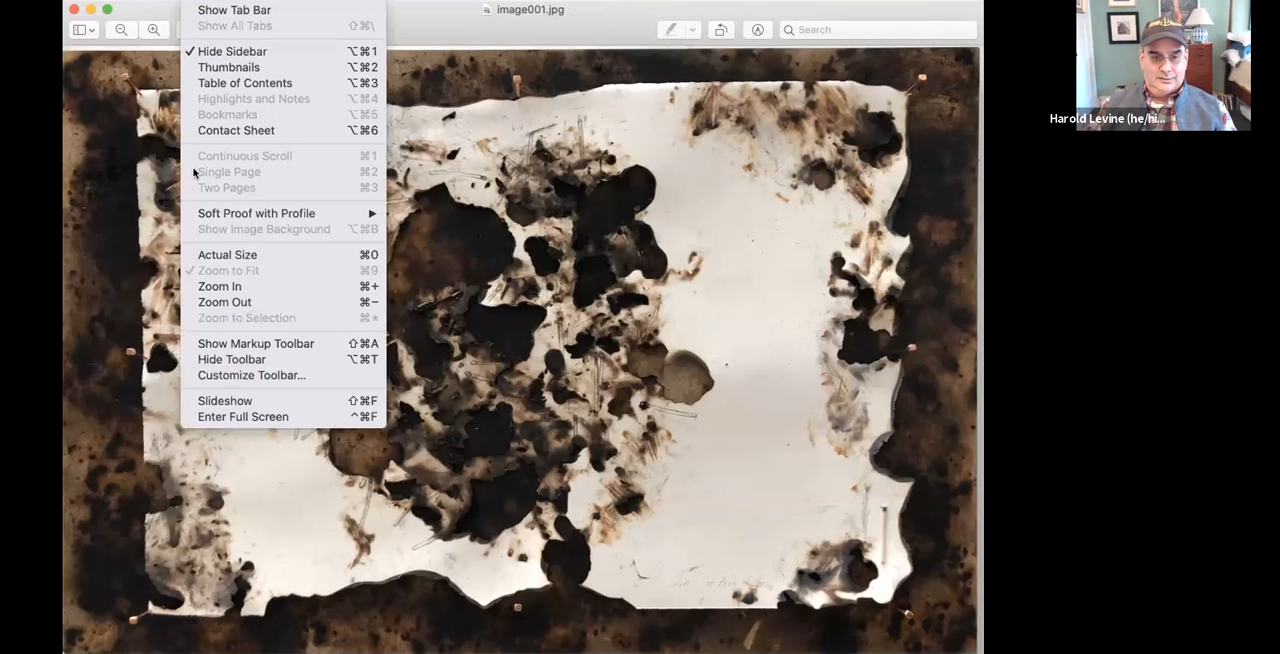 image001.jpg
Search
Show Tab Bar
Show All Tabs ⇧⌘\
✓ Hide Sidebar ⌥⌘1
Thumbnails ⌥⌘2
Table of Contents ⌥⌘3
Highlights and Notes ⌥⌘4
Bookmarks ⌥⌘5
Contact Sheet ⌥⌘6
Continuous Scroll ⌘1
Single Page ⌘2
Two Pages ⌘3
Soft Proof with Profile ▶
Show Image Background ⌥⌘B
Actual Size ⌘0
✓ Zoom to Fit ⌘9
Zoom In ⌘+
Zoom Out ⌘−
Zoom to Selection ⌘*
Show Markup Toolbar ⇧⌘A
Hide Toolbar ⌥⌘T
Customize Toolbar...
Slideshow ⇧⌘F
Enter Full Screen ^⌘F
Harold Levine (he/hi...